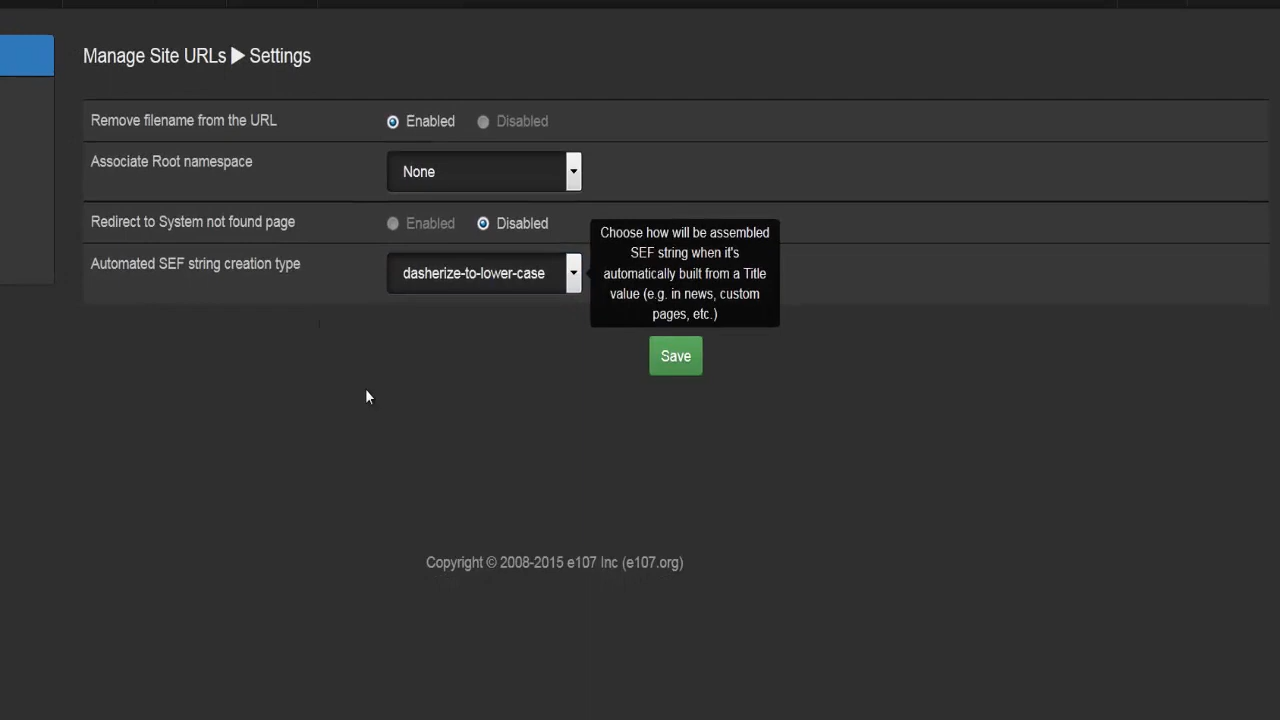 Manage Site URLs ▶ Settings
Remove filename from the URL
Enabled
Disabled
Associate Root namespace
None
Redirect to System not found page
Enabled
Disabled
Automated SEF string creation type
dasherize-to-lower-case
Choose how will be assembled
SEF string when it's
automatically built from a Title
value (e.g. in news, custom
pages, etc.)
Save
Copyright © 2008-2015 e107 Inc (e107.org)